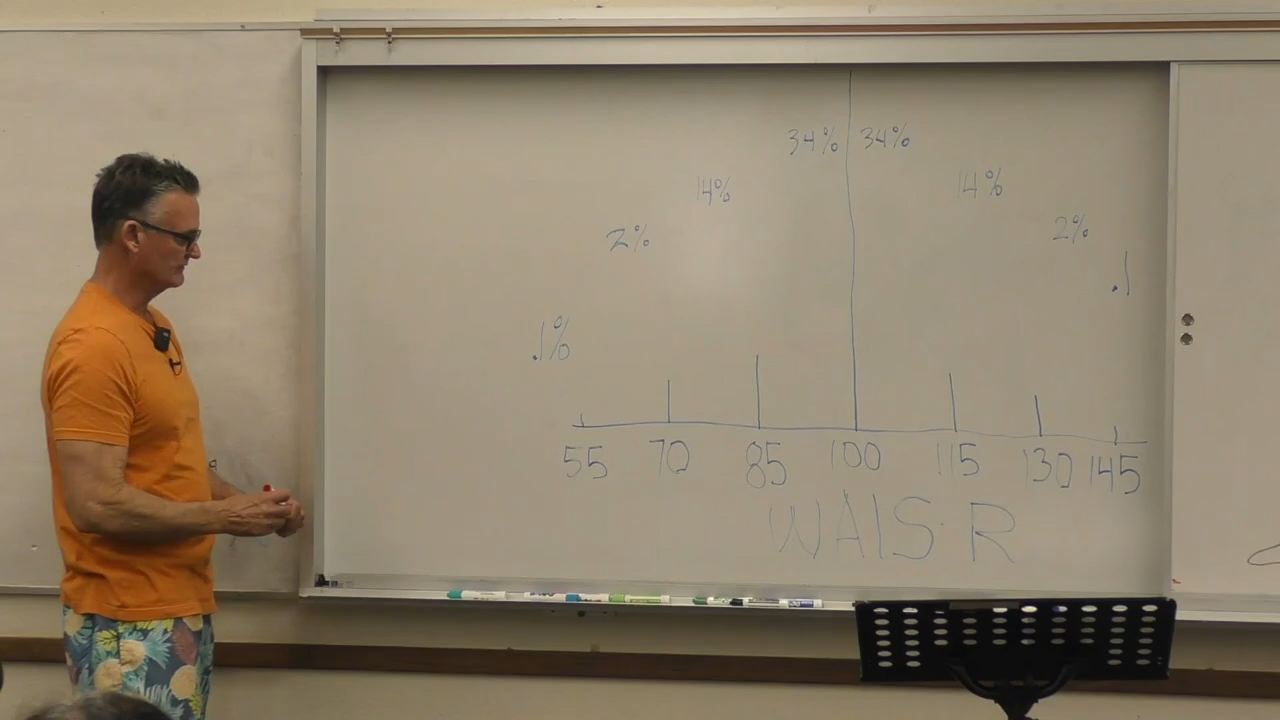 34% 34%
14% 14%
2% 2%
.1
.1%
55 70 85 100 115 130 145
WAIS-R